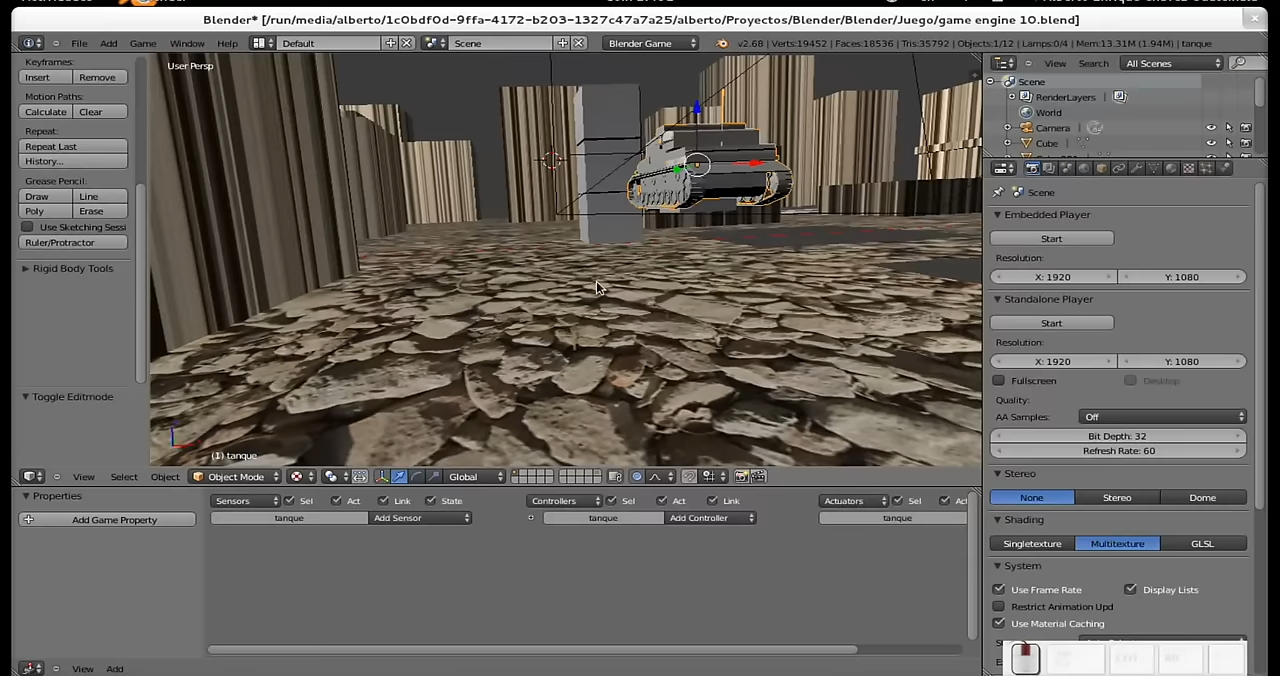 Blender* [/run/media/alberto/1c0bdf0d-9ffa-4172-b203-1327c47a7a25/alberto/Proyectos/Blender/Blender/Juego/game engine 10.blend]
File Add Game Window Help Default Scene Blender Game v2.68 | Verts:19452 | Faces:18536 | Tris:35792 | Objects:1/12 | Lamps:0/4 | Mem:13.31M (1.94M) | tanque
Keyframes:
Insert Remove
Motion Paths:
Calculate Clear
Repeat:
Repeat Last
History...
Grease Pencil:
Draw Line
Poly Erase
Use Sketching Sessi
Ruler/Protractor
Rigid Body Tools
Toggle Editmode
User Persp
(1) tanque
View Search All Scenes
Scene
RenderLayers
World
Camera
Cube
Scene
Embedded Player
Start
Resolution:
X: 1920 Y: 1080
Standalone Player
Start
Resolution:
X: 1920 Y: 1080
Fullscreen Desktop
Quality:
AA Samples: Off
Bit Depth: 32
Refresh Rate: 60
Stereo
None Stereo Dome
Shading
Singletexture Multitexture GLSL
System
Use Frame Rate Display Lists
Restrict Animation Upd
Use Material Caching
View Select Object Object Mode Global
Properties
Add Game Property
Sensors Sel Act Link State Controllers Sel Act Link Actuators Sel Act
tanque Add Sensor tanque Add Controller tanque
View Add